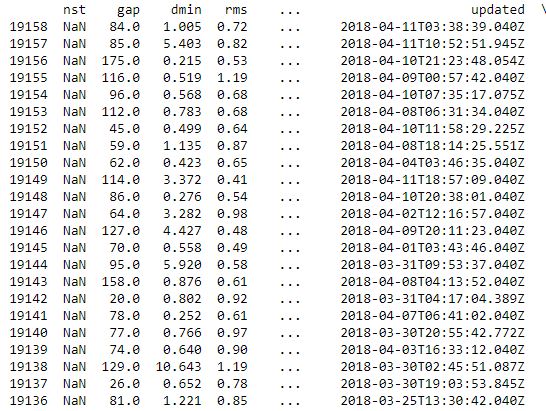 nst gap dmin rms ... updated \
19158 NaN 84.0 1.005 0.72 ... 2018-04-11T03:38:39.040Z
19157 NaN 85.0 5.403 0.82 ... 2018-04-11T10:52:51.945Z
19156 NaN 175.0 0.215 0.53 ... 2018-04-10T21:23:48.054Z
19155 NaN 116.0 0.519 1.19 ... 2018-04-09T00:57:42.040Z
19154 NaN 96.0 0.568 0.68 ... 2018-04-10T07:35:17.075Z
19153 NaN 112.0 0.783 0.68 ... 2018-04-08T06:31:34.040Z
19152 NaN 45.0 0.499 0.64 ... 2018-04-10T11:58:29.225Z
19151 NaN 59.0 1.135 0.87 ... 2018-04-08T18:14:25.551Z
19150 NaN 62.0 0.423 0.65 ... 2018-04-04T03:46:35.040Z
19149 NaN 114.0 3.372 0.41 ... 2018-04-11T18:57:09.040Z
19148 NaN 86.0 0.276 0.54 ... 2018-04-10T20:38:01.040Z
19147 NaN 64.0 3.282 0.98 ... 2018-04-02T12:16:57.040Z
19146 NaN 127.0 4.427 0.48 ... 2018-04-09T20:11:23.040Z
19145 NaN 70.0 0.558 0.49 ... 2018-04-01T03:43:46.040Z
19144 NaN 95.0 5.920 0.58 ... 2018-03-31T09:53:37.040Z
19143 NaN 158.0 0.876 0.61 ... 2018-04-08T04:13:52.040Z
19142 NaN 20.0 0.802 0.92 ... 2018-03-31T04:17:04.389Z
19141 NaN 78.0 0.252 0.61 ... 2018-04-07T06:41:02.040Z
19140 NaN 77.0 0.766 0.97 ... 2018-03-30T20:55:42.772Z
19139 NaN 74.0 0.640 0.90 ... 2018-04-03T16:33:12.040Z
19138 NaN 129.0 10.643 1.19 ... 2018-03-30T02:45:51.087Z
19137 NaN 26.0 0.652 0.78 ... 2018-03-30T19:03:53.845Z
19136 NaN 81.0 1.221 0.85 ... 2018-03-25T13:30:42.040Z